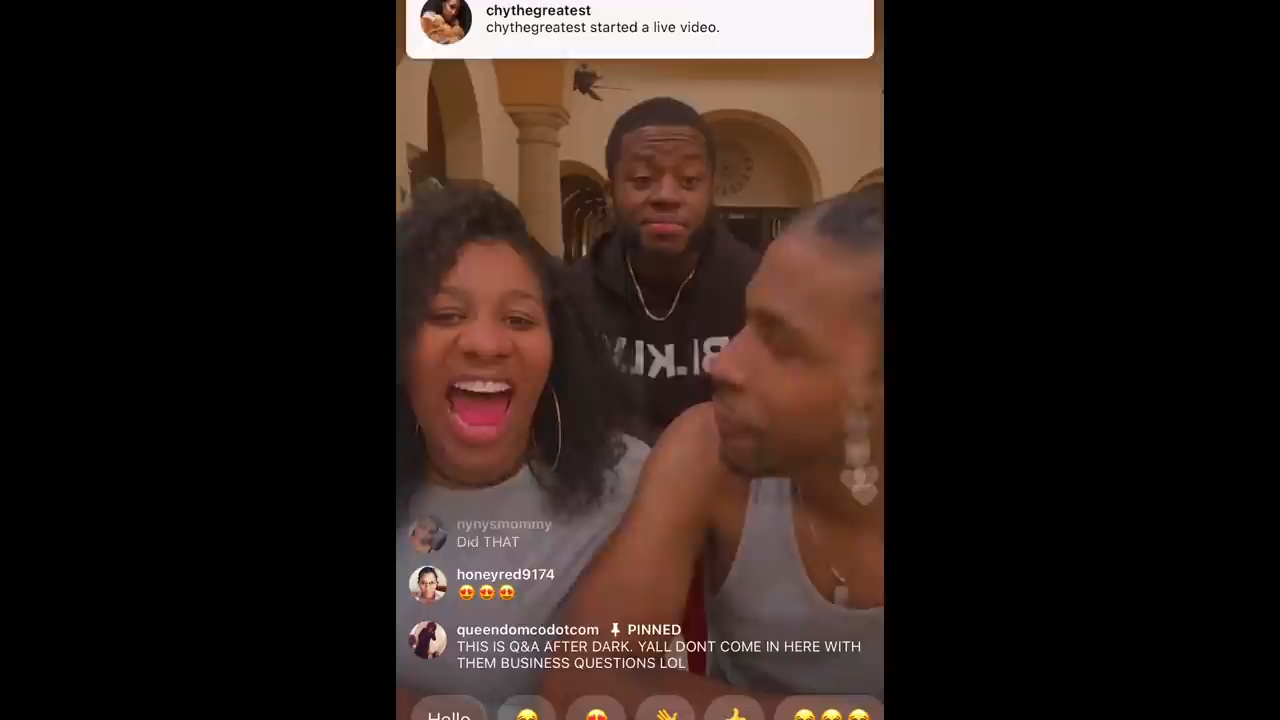 chythegreatest
chythegreatest started a live video.
nynysmommy
Did THAT
honeyred9174
😍😍😍
queendomcodotcom PINNED
THIS IS Q&A AFTER DARK. YALL DONT COME IN HERE WITH
THEM BUSINESS QUESTIONS LOL
Hello